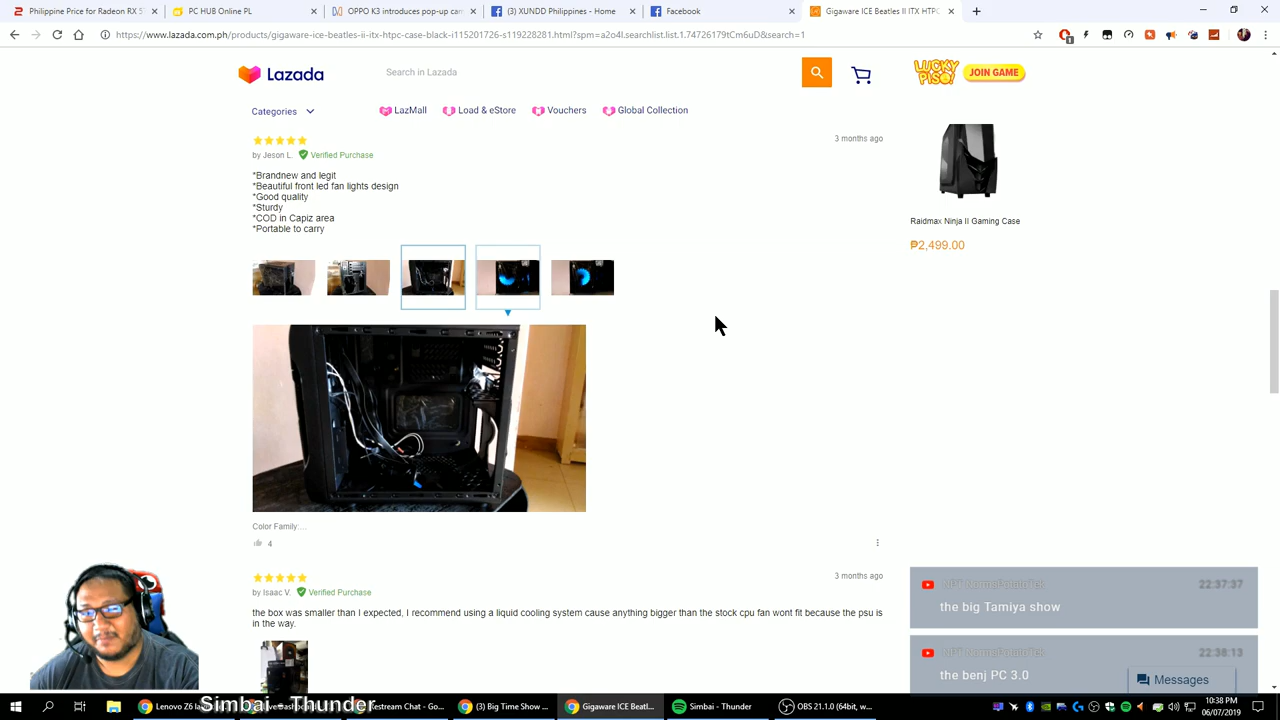 Philippine Price for Radeon RX 5
PC HUB Online PL
OPPO K3 introduces pop-up cam
(3) XUNDD Philippines - Home
Facebook
Gigaware ICE Beatles II ITX HTPC
https://www.lazada.com.ph/products/gigaware-ice-beatles-ii-itx-htpc-case-black-i115201726-s119228281.html?spm=a2o4l.searchlist.list.1.74726179tCm6uD&search=1
1
Lazada
Search in Lazada
LUCKY PISO!
JOIN GAME
Categories
LazMall
Load & eStore
Vouchers
Global Collection
3 months ago
by Jeson L.
Verified Purchase
*Brandnew and legit
*Beautiful front led fan lights design
*Good quality
*Sturdy
*COD in Capiz area
*Portable to carry
Raidmax Ninja II Gaming Case
₱2,499.00
Color Family:...
4
3 months ago
by Isaac V.
Verified Purchase
the box was smaller than I expected, I recommend using a liquid cooling system cause anything bigger than the stock cpu fan wont fit because the psu is
in the way.
22:37:37
the big Tamiya show
22:38:13
the benj PC 3.0
Messages
Simbai - Thunder
Lenovo Z6 la
estream Chat - Go...
(3) Big Time Show ...
Gigaware ICE Beatl...
Simbai - Thunder
OBS 21.1.0 (64bit, w...
10:38 PM
06/07/2019